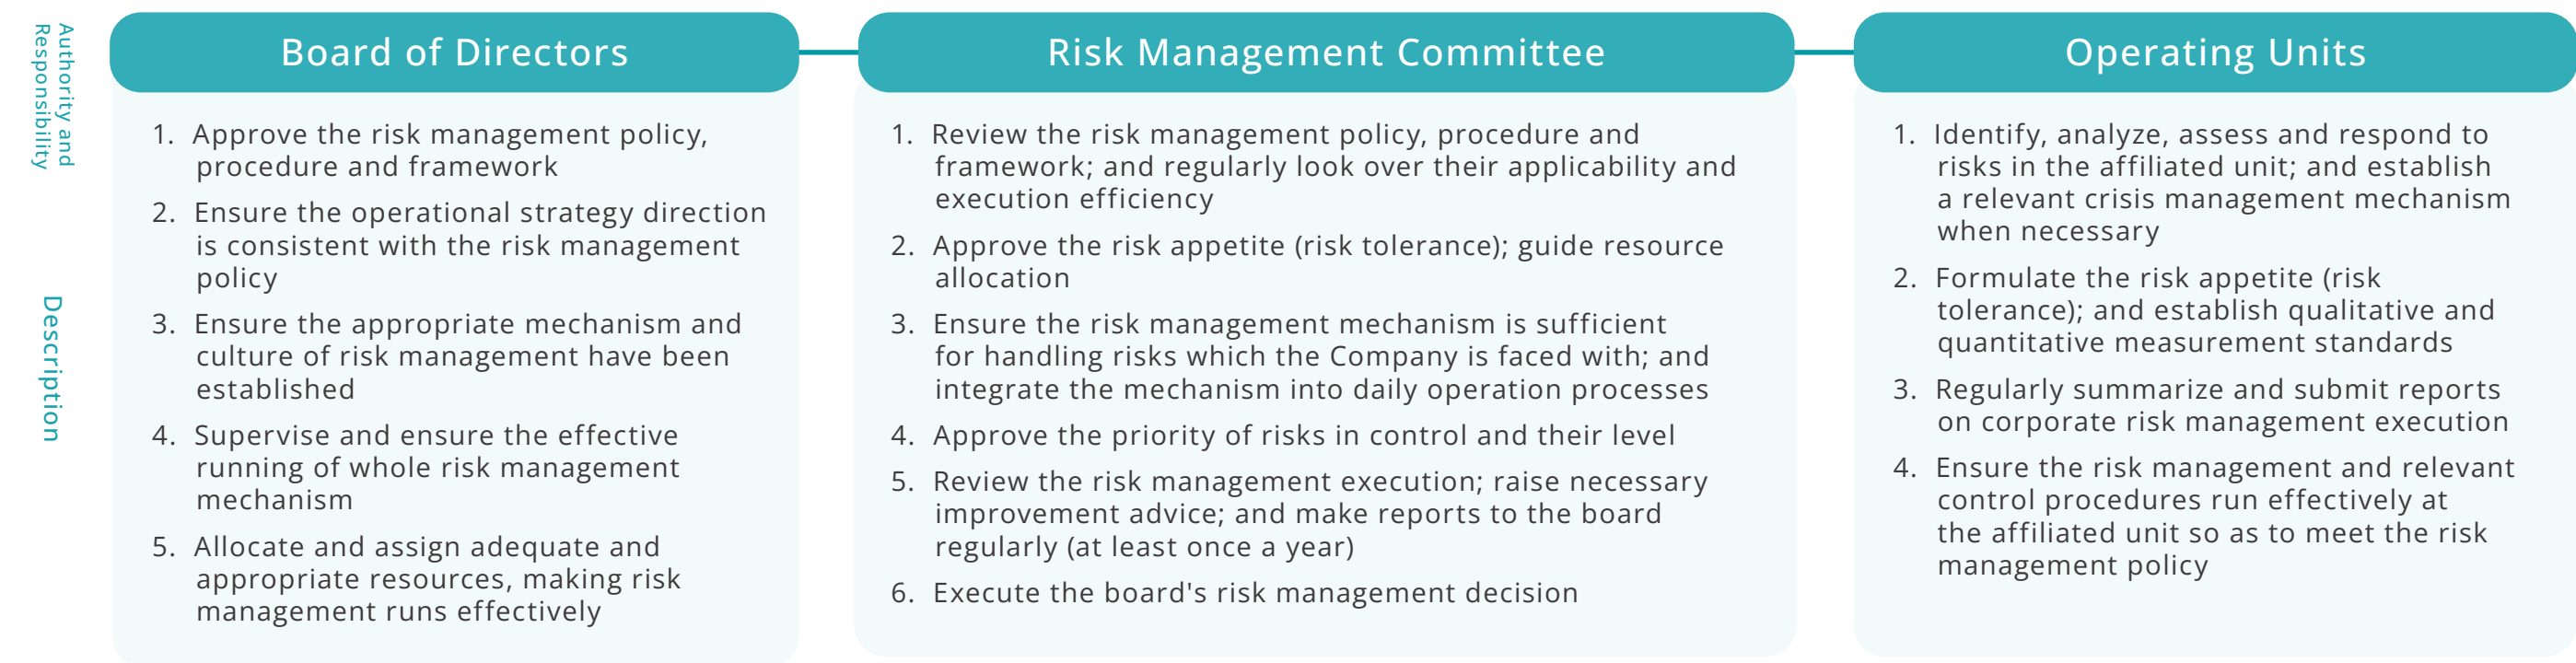 Authority and
Responsibility
Description
Board of Directors
1. Approve the risk management policy,
procedure and framework
2. Ensure the operational strategy direction
is consistent with the risk management
policy
3. Ensure the appropriate mechanism and
culture of risk management have been
established
4. Supervise and ensure the effective
running of whole risk management
mechanism
5. Allocate and assign adequate and
appropriate resources, making risk
management runs effectively
Risk Management Committee
1. Review the risk management policy, procedure and
framework; and regularly look over their applicability and
execution efficiency
2. Approve the risk appetite (risk tolerance); guide resource
allocation
3. Ensure the risk management mechanism is sufficient
for handling risks which the Company is faced with; and
integrate the mechanism into daily operation processes
4. Approve the priority of risks in control and their level
5. Review the risk management execution; raise necessary
improvement advice; and make reports to the board
regularly (at least once a year)
6. Execute the board's risk management decision
Operating Units
1. Identify, analyze, assess and respond to
risks in the affiliated unit; and establish
a relevant crisis management mechanism
when necessary
2. Formulate the risk appetite (risk
tolerance); and establish qualitative and
quantitative measurement standards
3. Regularly summarize and submit reports
on corporate risk management execution
4. Ensure the risk management and relevant
control procedures run effectively at
the affiliated unit so as to meet the risk
management policy